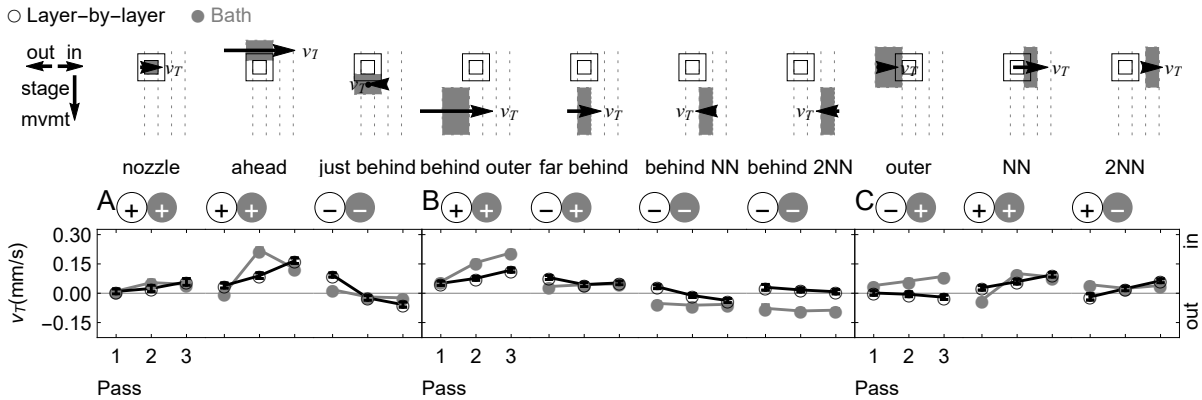 Layer–by–layer Bath
out in
stage
mvmt
v_T v_T v_T v_T v_T v_T v_T v_T v_T v_T
nozzle ahead just behind behind outer far behind behind NN behind 2NN outer NN 2NN
A + + + + − − B + + − + − − − − C − + + + + −
0.30
0.15
0.00
−0.15
v_T(mm/s)
in
out
1 2 3 1 2 3 1 2 3
Pass Pass Pass